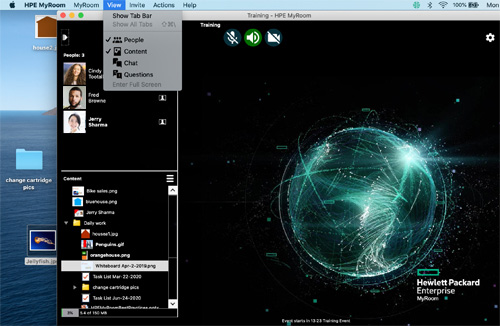 HPE MyRoom MyRoom View Invite Actions Help 100% Mon
Training - HPE MyRoom
Show Tab Bar
Show All Tabs ⇧⌘\
✓ People
✓ Content
Chat
Questions
Enter Full Screen
house2.
People: 3
Cindy
Tootal
Fred
Browne
Jerry
Sharma
Training
change cartridge
pics
Jellyfish.jp
Content
Bike sales.png
bluehouse.png
Jerry Sharma
Daily work
house51.png
Penguins.gif
orangehouse.png
Whiteboard Apr-2-2019.png
Task List Mar-22-2020
change cartridge pics
Task List Jun-24-2020
5.4 of 150 MB
Hewlett Packard
Enterprise
MyRoom
Event starts in 13:23 Training Event